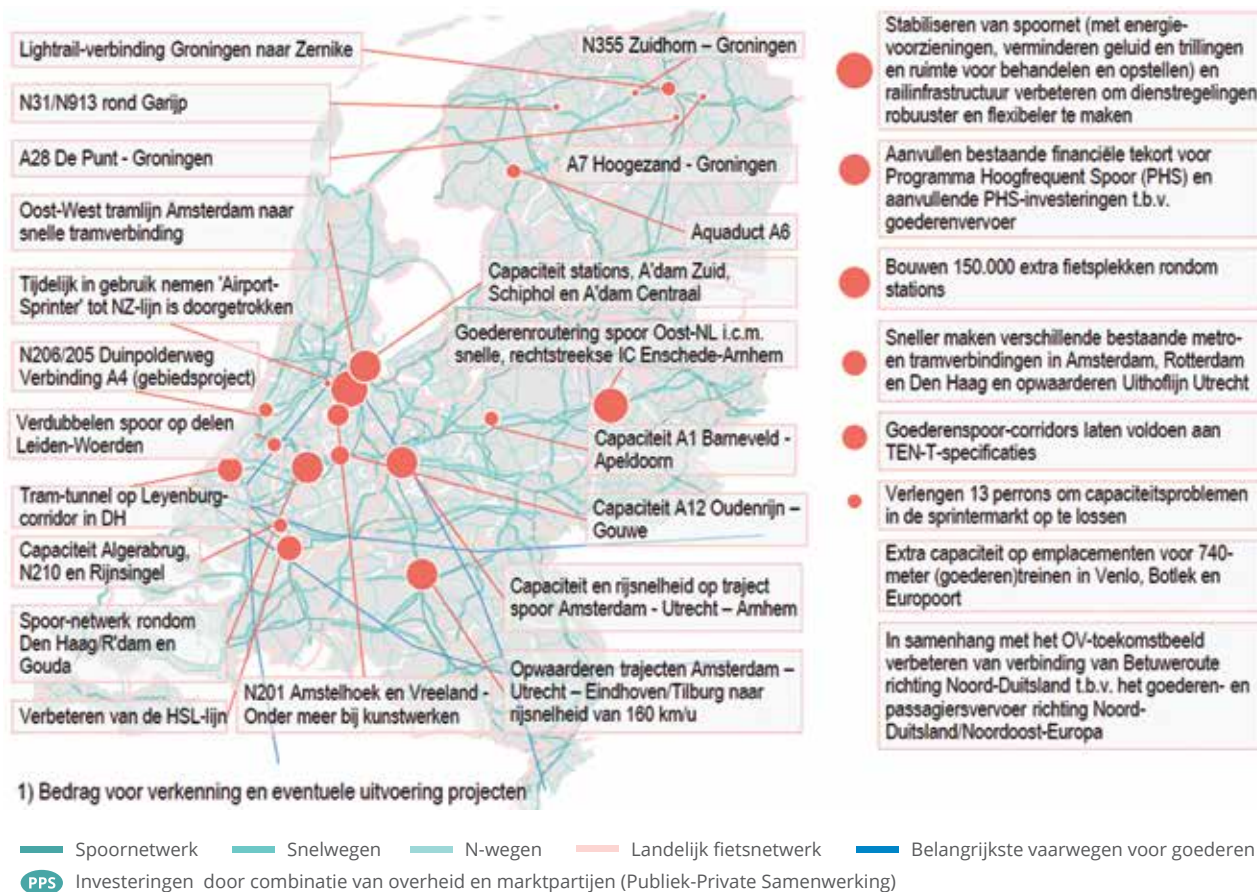 Lightrail-verbinding Groningen naar Zernike
N31/N913 rond Garijp
A28 De Punt - Groningen
Oost-West tramlijn Amsterdam naar
snelle tramverbinding
Tijdelijk in gebruik nemen 'Airport-
Sprinter' tot NZ-lijn is doorgetrokken
N206/205 Duinpolderweg
Verbinding A4 (gebiedsproject)
Verdubbelen spoor op delen
Leiden-Woerden
Tram-tunnel op Leyenburg-
corridor in DH
Capaciteit Algerabrug,
N210 en Rijnsingel
Spoor-netwerk rondom
Den Haag/R'dam en
Gouda
Verbeteren van de HSL-lijn
N201 Amstelhoek en Vreeland -
Onder meer bij kunstwerken
N355 Zuidhorn – Groningen
A7 Hoogezand - Groningen
Aquaduct A6
Capaciteit stations, A'dam Zuid,
Schiphol en A'dam Centraal
Goederenroutering spoor Oost-NL i.c.m.
snelle, rechtstreekse IC Enschede-Arnhem
Capaciteit A1 Barneveld -
Apeldoorn
Capaciteit A12 Oudenrijn –
Gouwe
Capaciteit en rijsnelheid op traject
spoor Amsterdam - Utrecht – Arnhem
Opwaarderen trajecten Amsterdam –
Utrecht – Eindhoven/Tilburg naar
rijsnelheid van 160 km/u
Stabiliseren van spoornet (met energie-
voorzieningen, verminderen geluid en trillingen
en ruimte voor behandelen en opstellen) en
railinfrastructuur verbeteren om dienstregelingen
robuuster en flexibeler te maken
Aanvullen bestaande financiële tekort voor
Programma Hoogfrequent Spoor (PHS) en
aanvullende PHS-investeringen t.b.v.
goederenvervoer
Bouwen 150.000 extra fietsplekken rondom
stations
Sneller maken verschillende bestaande metro-
en tramverbindingen in Amsterdam, Rotterdam
en Den Haag en opwaarderen Uithoflijn Utrecht
Goederenspoor-corridors laten voldoen aan
TEN-T-specificaties
Verlengen 13 perrons om capaciteitsproblemen
in de sprintermarkt op te lossen
Extra capaciteit op emplacementen voor 740-
meter (goederen)treinen in Venlo, Botlek en
Europoort
In samenhang met het OV-toekomstbeeld
verbeteren van verbinding van Betuweroute
richting Noord-Duitsland t.b.v. het goederen- en
passagiersvervoer richting Noord-
Duitsland/Noordoost-Europa
1) Bedrag voor verkenning en eventuele uitvoering projecten
Spoornetwerk Snelwegen N-wegen Landelijk fietsnetwerk Belangrijkste vaarwegen voor goederen
PPS Investeringen door combinatie van overheid en marktpartijen (Publiek-Private Samenwerking)